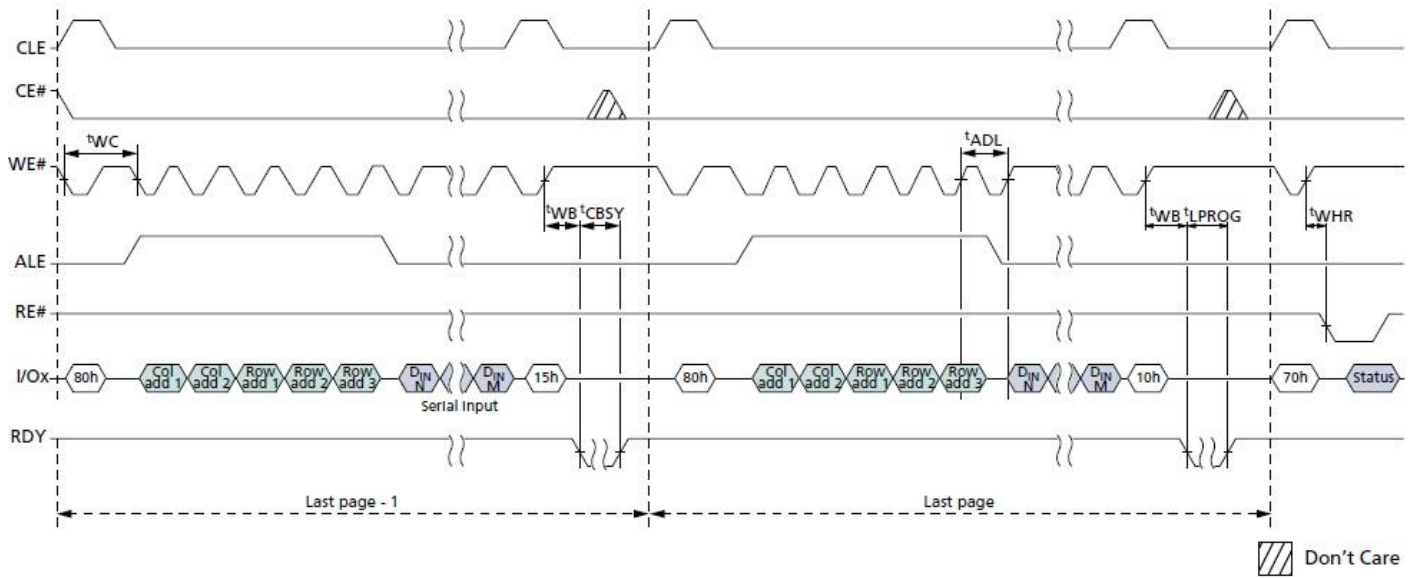 CLE
CE#
tWC
tADL
WE#
tWB tCBSY
tWB tLPROG
tWHR
ALE
RE#
I/Ox
80h
Col add 1
Col add 2
Row add 1
Row add 2
Row add 3
DIN N
DIN M
15h
80h
Col add 1
Col add 2
Row add 1
Row add 2
Row add 3
DIN N
DIN M
10h
70h
Status
Serial input
RDY
Last page - 1
Last page
Don't Care